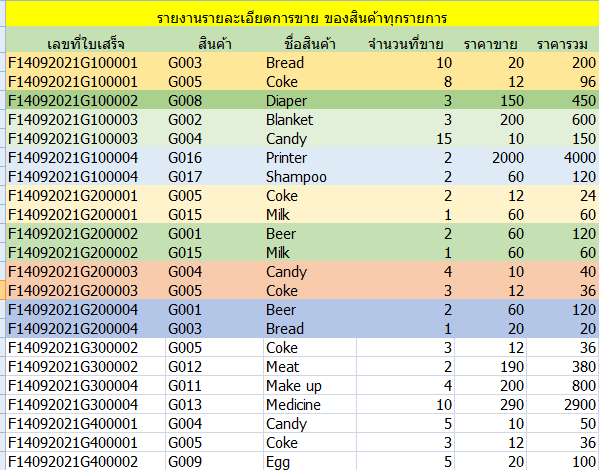 รายงานรายละเอียดการขาย ของสินค้าทุกรายการ
เลขที่ใบเสร็จ สินค้า ชื่อสินค้า จำนวนที่ขาย ราคาขาย ราคารวม
F14092021G100001 G003 Bread 10 20 200
F14092021G100001 G005 Coke 8 12 96
F14092021G100002 G008 Diaper 3 150 450
F14092021G100003 G002 Blanket 3 200 600
F14092021G100003 G004 Candy 15 10 150
F14092021G100004 G016 Printer 2 2000 4000
F14092021G100004 G017 Shampoo 2 60 120
F14092021G200001 G005 Coke 2 12 24
F14092021G200001 G015 Milk 1 60 60
F14092021G200002 G001 Beer 2 60 120
F14092021G200002 G015 Milk 1 60 60
F14092021G200003 G004 Candy 4 10 40
F14092021G200003 G005 Coke 3 12 36
F14092021G200004 G001 Beer 2 60 120
F14092021G200004 G003 Bread 1 20 20
F14092021G300002 G005 Coke 3 12 36
F14092021G300002 G012 Meat 2 190 380
F14092021G300004 G011 Make up 4 200 800
F14092021G300004 G013 Medicine 10 290 2900
F14092021G400001 G004 Candy 5 10 50
F14092021G400001 G005 Coke 3 12 36
F14092021G400002 G009 Egg 5 20 100